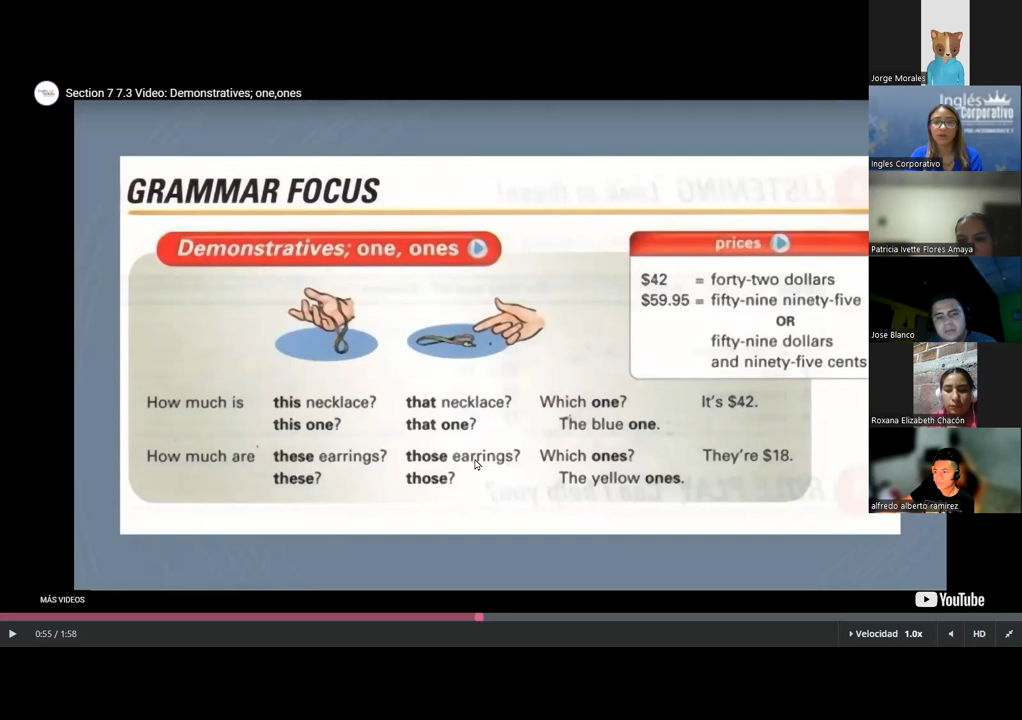 Section 7 7.3 Video: Demonstratives; one,ones
GRAMMAR FOCUS
Demonstratives; one, ones
prices
$42 = forty-two dollars
$59.95 = fifty-nine ninety-five
OR
fifty-nine dollars
and ninety-five cents
How much is this necklace? that necklace? Which one? It's $42.
this one? that one? The blue one.
How much are these earrings? those earrings? Which ones? They're $18.
these? those? The yellow ones.
MÁS VIDEOS
YouTube
0:55 / 1:58
Velocidad 1.0x
HD
Jorge Morales
Inglés
Corporativo
Ingles Corporativo
Patricia Ivette Flores Amaya
Jose Blanco
Roxana Elizabeth Chacón
alfredo alberto ramirez